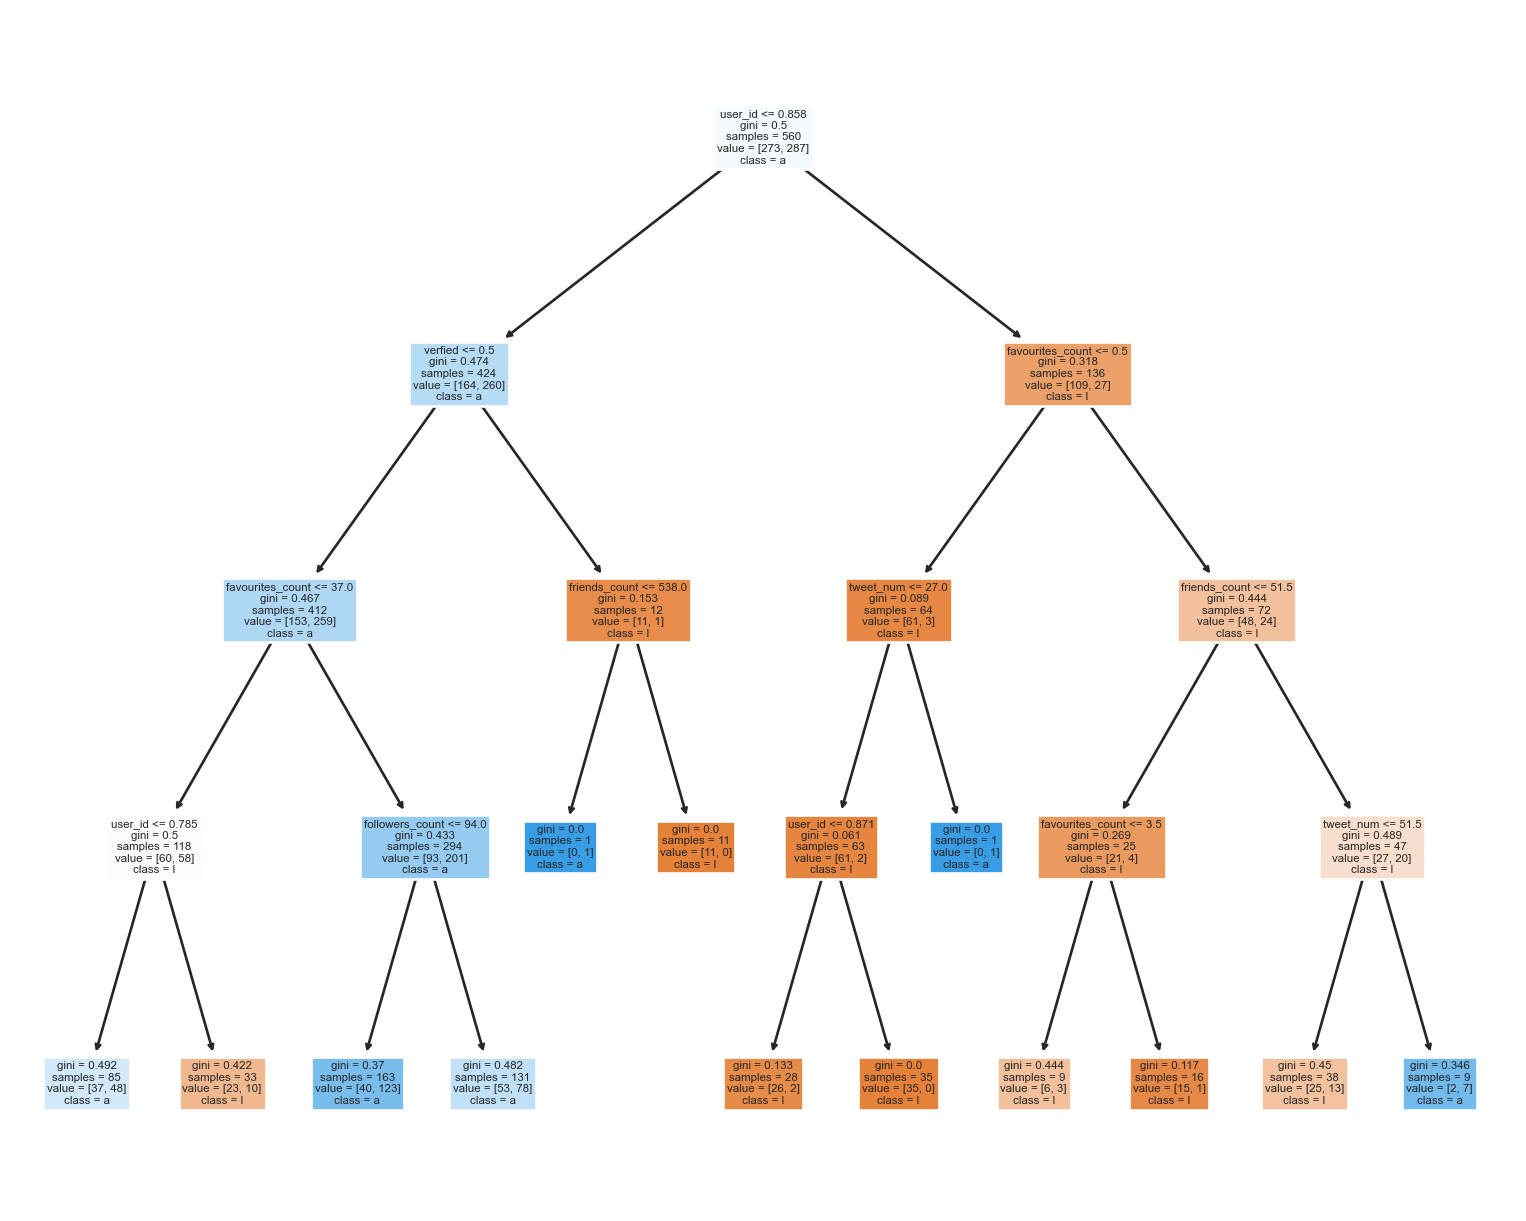 user_id <= 0.858
gini = 0.5
samples = 560
value = [273, 287]
class = a
verfied <= 0.5
gini = 0.474
samples = 424
value = [164, 260]
class = a
favourites_count <= 0.5
gini = 0.318
samples = 136
value = [109, 27]
class = l
favourites_count <= 37.0
gini = 0.467
samples = 412
value = [153, 259]
class = a
friends_count <= 538.0
gini = 0.153
samples = 12
value = [11, 1]
class = l
tweet_num <= 27.0
gini = 0.089
samples = 64
value = [61, 3]
class = l
friends_count <= 51.5
gini = 0.444
samples = 72
value = [48, 24]
class = l
user_id <= 0.785
gini = 0.5
samples = 118
value = [60, 58]
class = l
followers_count <= 94.0
gini = 0.433
samples = 294
value = [93, 201]
class = a
gini = 0.0
samples = 1
value = [0, 1]
class = a
gini = 0.0
samples = 11
value = [11, 0]
class = l
user_id <= 0.871
gini = 0.061
samples = 63
value = [61, 2]
class = l
gini = 0.0
samples = 1
value = [0, 1]
class = a
favourites_count <= 3.5
gini = 0.269
samples = 25
value = [21, 4]
class = l
tweet_num <= 51.5
gini = 0.489
samples = 47
value = [27, 20]
class = l
gini = 0.492
samples = 85
value = [37, 48]
class = a
gini = 0.422
samples = 33
value = [23, 10]
class = l
gini = 0.37
samples = 163
value = [40, 123]
class = a
gini = 0.482
samples = 131
value = [53, 78]
class = a
gini = 0.133
samples = 28
value = [26, 2]
class = l
gini = 0.0
samples = 35
value = [35, 0]
class = l
gini = 0.444
samples = 9
value = [6, 3]
class = l
gini = 0.117
samples = 16
value = [15, 1]
class = l
gini = 0.45
samples = 38
value = [25, 13]
class = l
gini = 0.346
samples = 9
value = [2, 7]
class = a